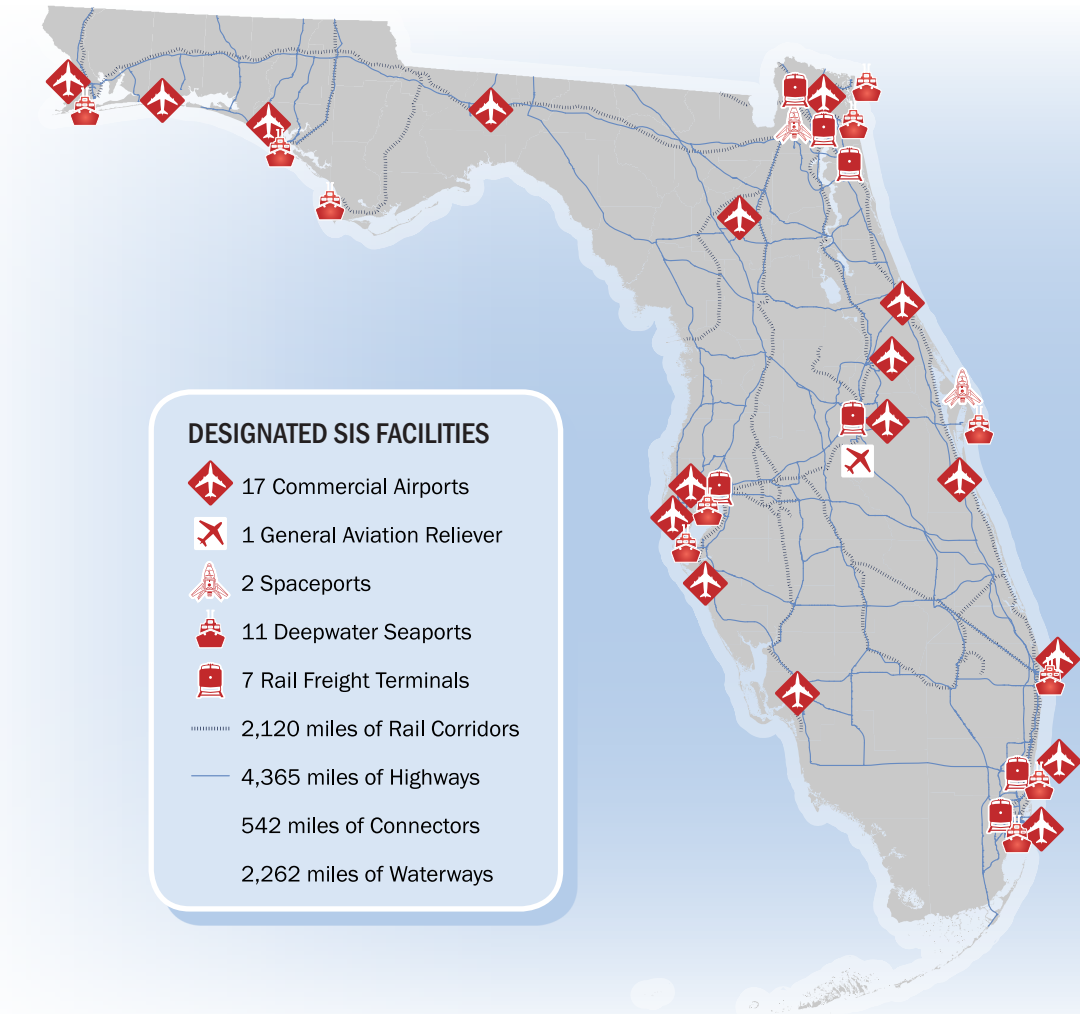 DESIGNATED SIS FACILITIES
17 Commercial Airports
1 General Aviation Reliever
2 Spaceports
11 Deepwater Seaports
7 Rail Freight Terminals
2,120 miles of Rail Corridors
4,365 miles of Highways
542 miles of Connectors
2,262 miles of Waterways